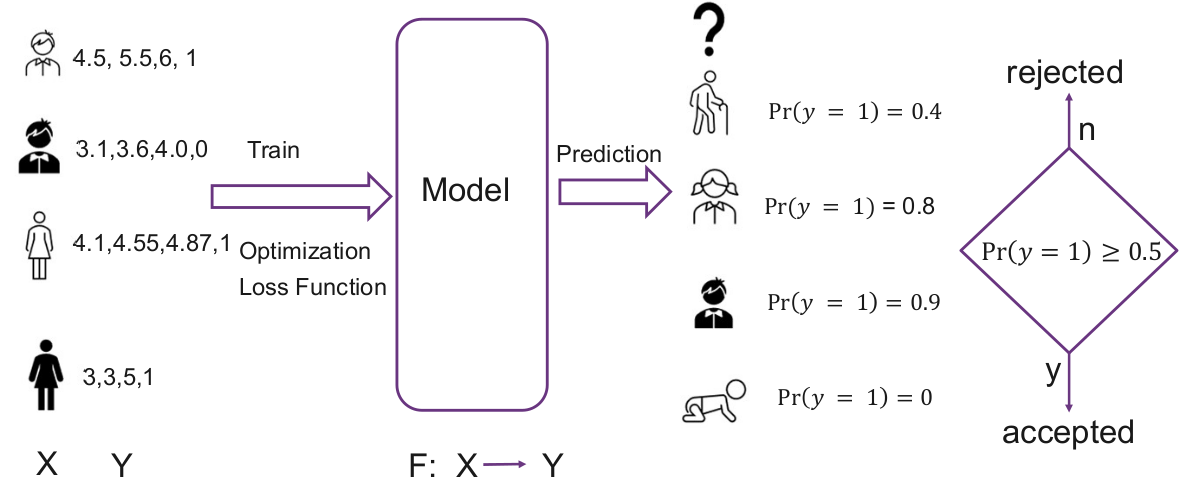 4.5, 5.5,6, 1
3.1,3.6,4.0,0
4.1,4.55,4.87,1
3,3,5,1
X Y
Train
Optimization
Loss Function
Model
F: X → Y
Prediction
?
Pr(y = 1) = 0.4
Pr(y = 1) = 0.8
Pr(y = 1) = 0.9
Pr(y = 1) = 0
rejected
n
Pr(y = 1) ≥ 0.5
y
accepted